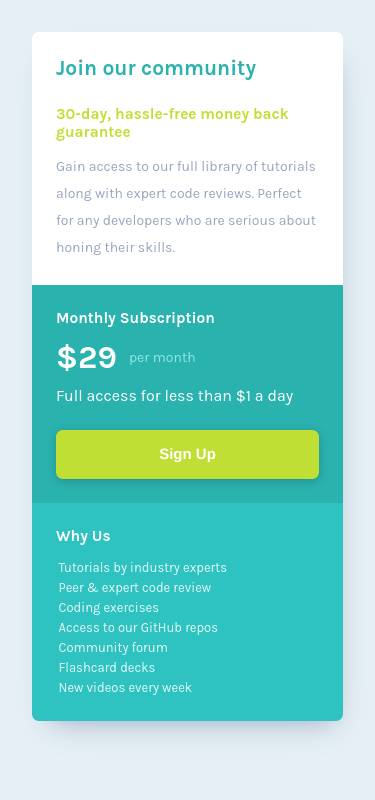 Join our community
30-day, hassle-free money back
guarantee
Gain access to our full library of tutorials
along with expert code reviews. Perfect
for any developers who are serious about
honing their skills.
Monthly Subscription
$29 per month
Full access for less than $1 a day
Sign Up
Why Us
Tutorials by industry experts
Peer & expert code review
Coding exercises
Access to our GitHub repos
Community forum
Flashcard decks
New videos every week